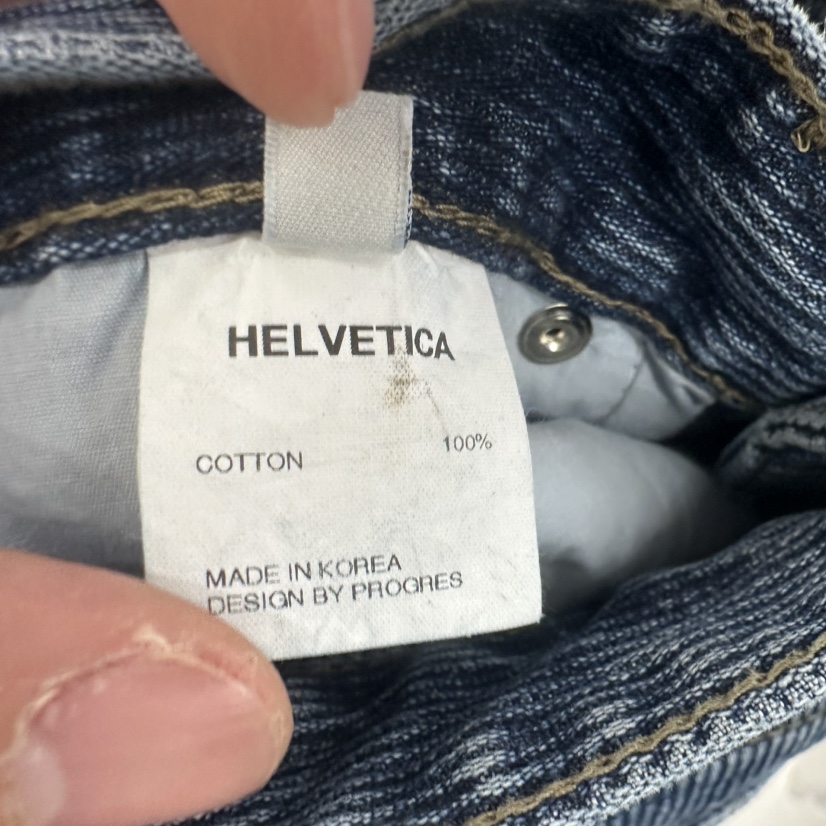 HELVETICA
COTTON 100%
MADE IN KOREA
DESIGN BY PROGRES